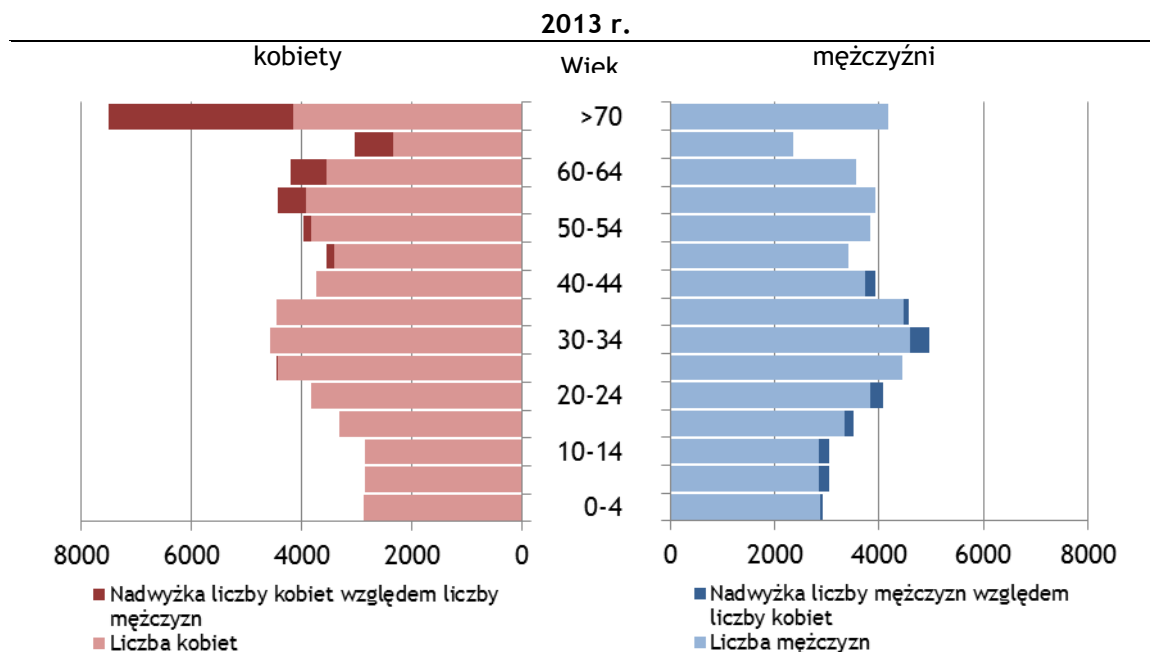 2013 r.
kobiety
Wiek
mężczyźni
>70
60-64
50-54
40-44
30-34
20-24
10-14
0-4
8000 6000 4000 2000 0
0 2000 4000 6000 8000
Nadwyżka liczby kobiet względem liczby
mężczyzn
Liczba kobiet
Nadwyżka liczby mężczyzn względem
liczby kobiet
Liczba mężczyzn